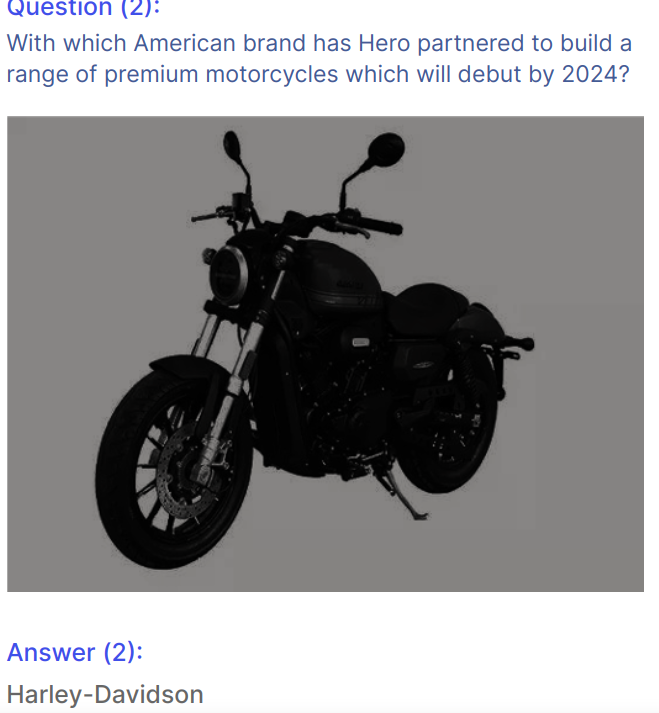 Question (2):
With which American brand has Hero partnered to build a
range of premium motorcycles which will debut by 2024?
Answer (2):
Harley-Davidson